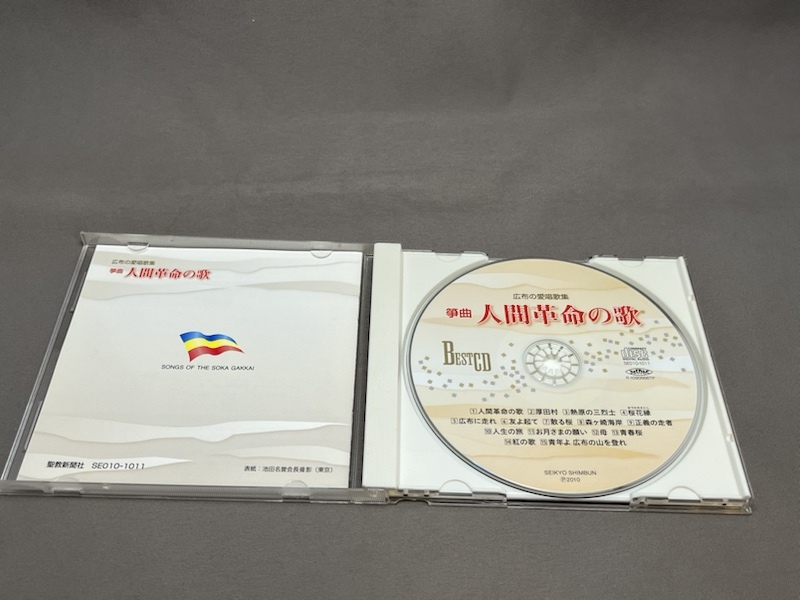 広布の愛唱歌集
箏曲 人間革命の歌
SONGS OF THE SOKA GAKKAI
聖教新聞社 SE010-1011
表紙:池田名誉会長撮影(東京)
広布の愛唱歌集
箏曲 人間革命の歌
BEST CD
SE010-1011
①人間革命の歌 ②厚田村 ③熱原の三烈士 ④桜花縁
⑤広布に走れ ⑥友よ起て ⑦散る桜 ⑧森ヶ崎海岸 ⑨正義の走者
⑩人生の旅 ⑪お月さまの願い ⑫母 ⑬青春桜
⑭紅の歌 ⑮青年よ 広布の山を登れ
SEIKYO SHIMBUN
Ⓟ2010